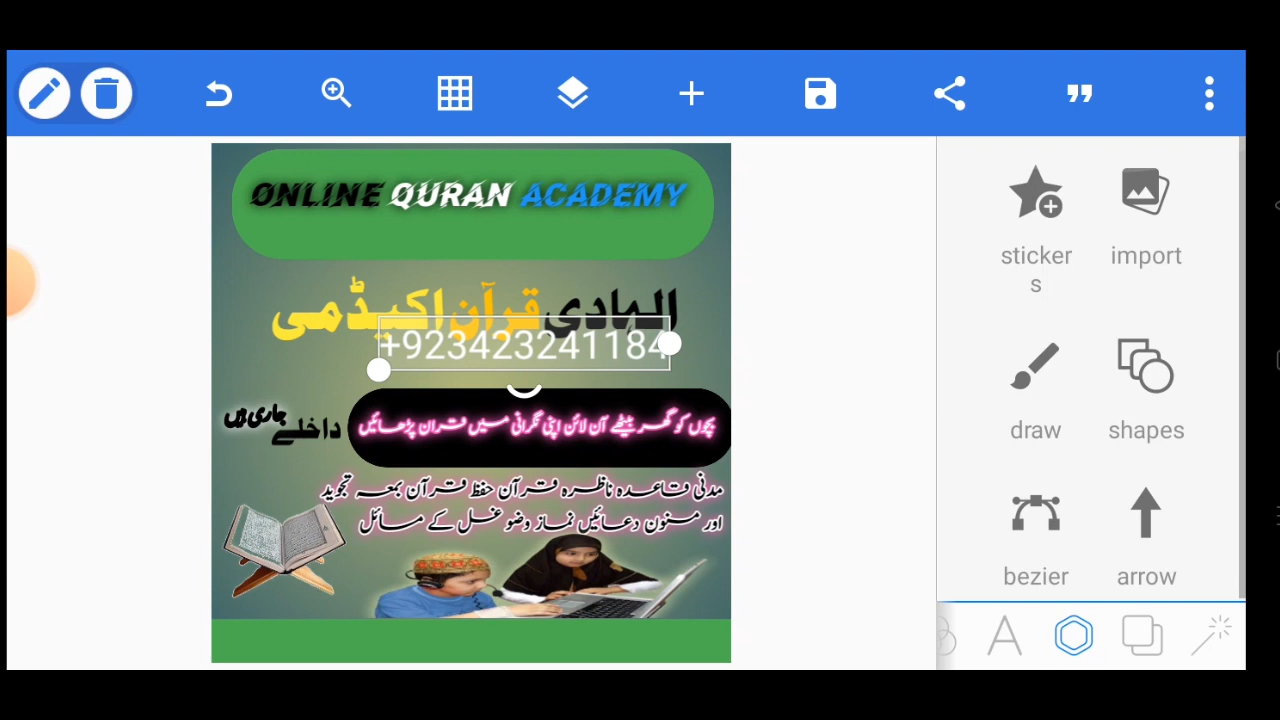 ONLINE QURAN ACADEMY
الہادی قرآن اکیڈمی
+923423241184
داخلے جاری ہیں
بچوں کو گھر بیٹھے آن لائن اپنی نگرانی میں قران پڑھائیں
مدنی قاعدہ ناظرہ قرآن حفظ قرآن بمعہ تجوید
اور مسنون دعائیں نماز وضو غسل کے مسائل
stickers
import
draw
shapes
bezier
arrow